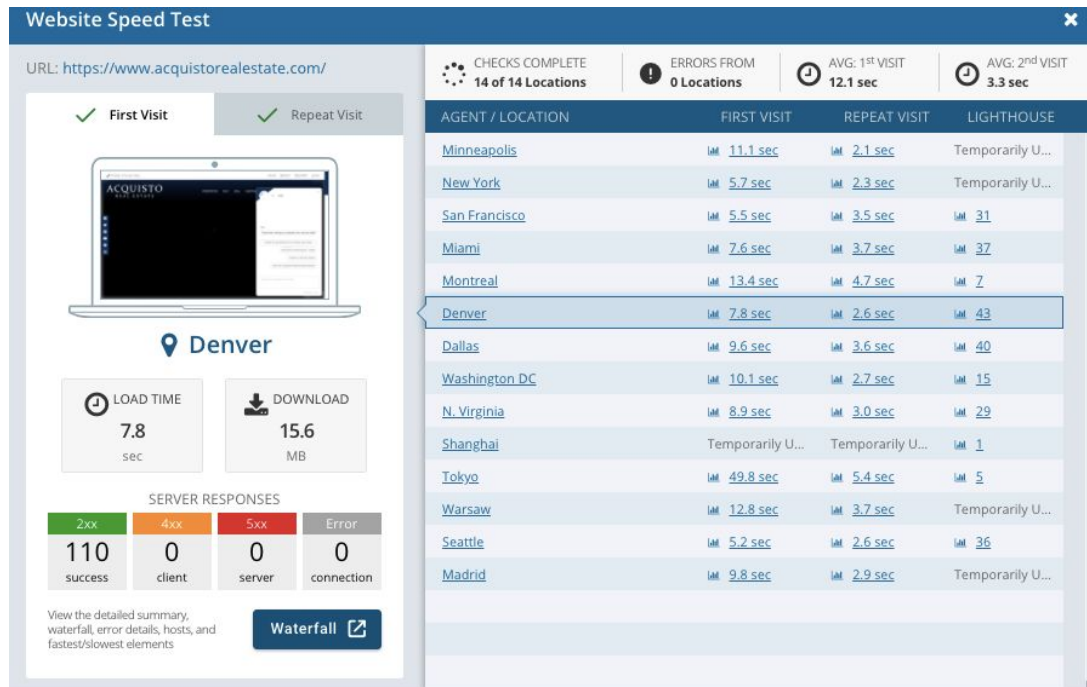 Website Speed Test
URL: https://www.acquistorealestate.com/
First Visit
Repeat Visit
ACQUISTO
REAL ESTATE
Denver
LOAD TIME
7.8
sec
DOWNLOAD
15.6
MB
SERVER RESPONSES
2xx 4xx 5xx Error
110 0 0 0
success client server connection
View the detailed summary,
waterfall, error details, hosts, and
fastest/slowest elements
Waterfall
CHECKS COMPLETE
14 of 14 Locations
ERRORS FROM
0 Locations
AVG: 1st VISIT
12.1 sec
AVG: 2nd VISIT
3.3 sec
AGENT / LOCATION FIRST VISIT REPEAT VISIT LIGHTHOUSE
Minneapolis 11.1 sec 2.1 sec Temporarily U...
New York 5.7 sec 2.3 sec Temporarily U...
San Francisco 5.5 sec 3.5 sec 31
Miami 7.6 sec 3.7 sec 37
Montreal 13.4 sec 4.7 sec 7
Denver 7.8 sec 2.6 sec 43
Dallas 9.6 sec 3.6 sec 40
Washington DC 10.1 sec 2.7 sec 15
N. Virginia 8.9 sec 3.0 sec 29
Shanghai Temporarily U... Temporarily U... 1
Tokyo 49.8 sec 5.4 sec 5
Warsaw 12.8 sec 3.7 sec Temporarily U...
Seattle 5.2 sec 2.6 sec 36
Madrid 9.8 sec 2.9 sec Temporarily U...